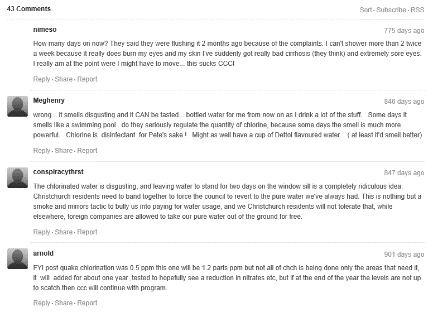 43 Comments
Sort · Subscribe · RSS
nimeso
775 days ago
How many days on now? They said they were flushing it 2 months ago because of the complaints. I can't shower more than 2 twice
a week because it really does burn my eyes and my skin I've suddenly got really bad cirrhosis (they think) and extremely sore eyes.
I really am at the point were I might have to move... this sucks CCC!
Reply · Share · Report
Meghenry
846 days ago
wrong it smells disgusting and it CAN be tasted... bottled water for me from now on as I drink a lot of the stuff. Some days it
smells like a swimming pool . do they seriously regulate the quantity of chlorine, because some days the smell is much more
powerful. Chlorine is disinfectant for Pete's sake ! Might as well have a cup of Dettol flavoured water ( at least it'd smell better)
Reply · Share · Report
conspiracythrst
847 days ago
The chlorinated water is disgusting, and leaving water to stand for two days on the window sill is a completely ridiculous idea.
Christchurch residents need to band together to force the council to revert to the pure water we've always had. This is nothing but a
smoke and mirrors tactic to bully us into paying for water usage, and we Christchurch residents will not tolerate that, while
elsewhere, foreign companies are allowed to take our pure water out of the ground for free.
Reply · Share · Report
arnold
901 days ago
FYI post quake chlorination was 0.5 ppm this one will be 1.2 parts ppm but not all of chch is being done only the areas that need it,
it will added for about one year ,tested to hopefully see a reduction in nitrates etc, but if at the end of the year the levels are not up
to scatch then ccc will continue with program.
Reply · Share · Report